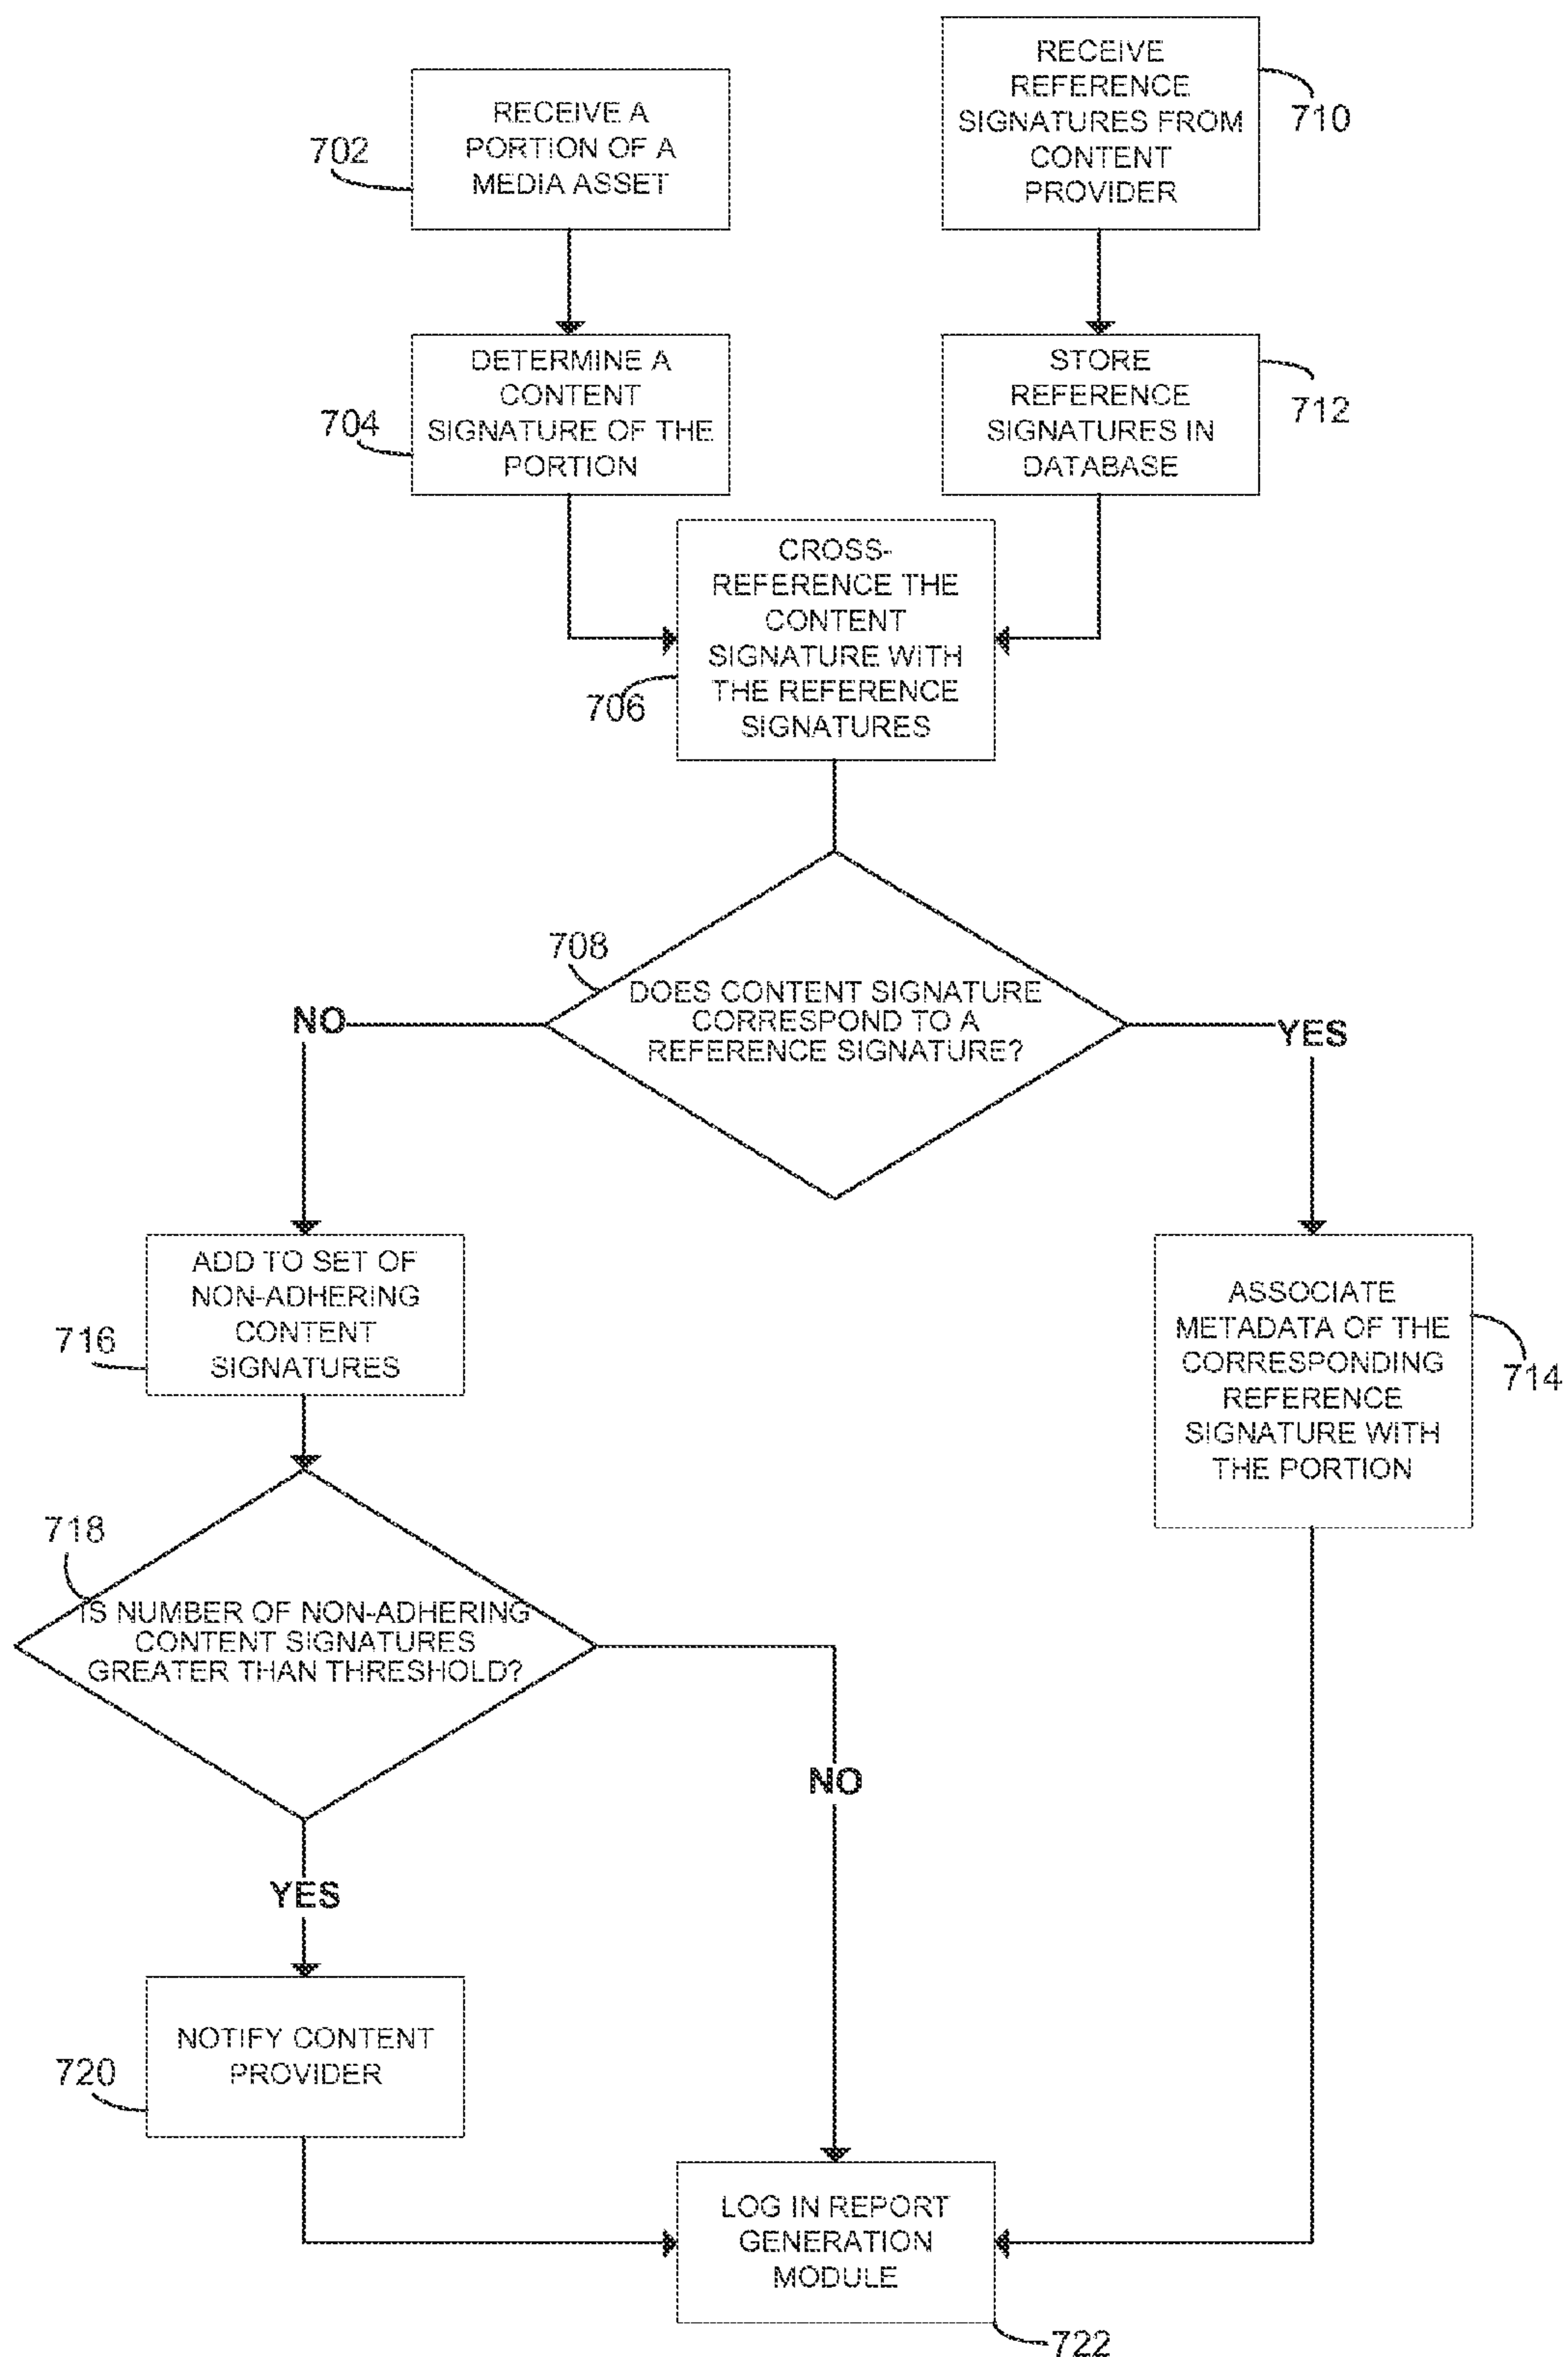 RECEIVE A
PORTION OF A
MEDIA ASSET
702
RECEIVE
REFERENCE
SIGNATURES FROM
CONTENT
PROVIDER
710
DETERMINE A
CONTENT
SIGNATURE OF THE
PORTION
704
STORE
REFERENCE
SIGNATURES IN
DATABASE
712
CROSS-
REFERENCE THE
CONTENT
SIGNATURE WITH
THE REFERENCE
SIGNATURES
706
708
DOES CONTENT SIGNATURE
CORRESPOND TO A
REFERENCE SIGNATURE?
NO
YES
ADD TO SET OF
NON-ADHERING
CONTENT
SIGNATURES
716
ASSOCIATE
METADATA OF THE
CORRESPONDING
REFERENCE
SIGNATURE WITH
THE PORTION
714
718
IS NUMBER OF NON-ADHERING
CONTENT SIGNATURES
GREATER THAN THRESHOLD?
NO
YES
NOTIFY CONTENT
PROVIDER
720
LOG IN REPORT
GENERATION
MODULE
722